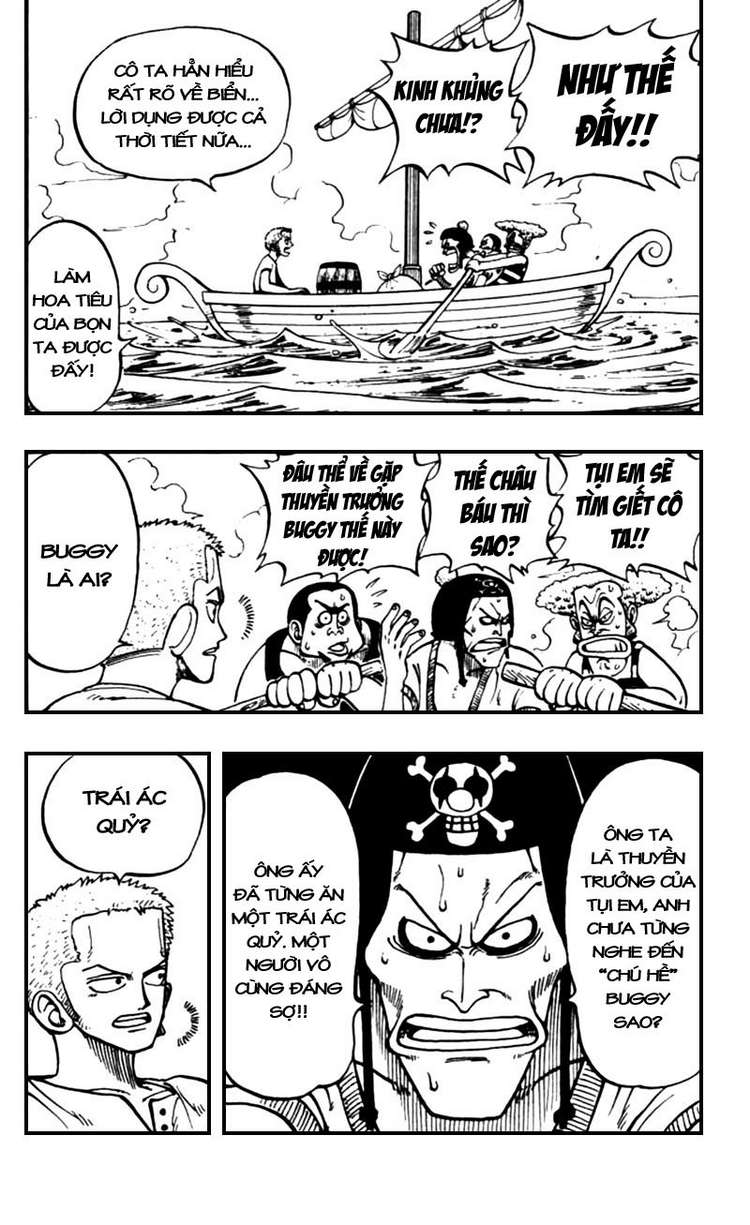 NHƯ THẾ
ĐẤY!!
KINH KHỦNG
CHƯA!?
CÔ TA HẲN HIỂU
RẤT RÕ VỀ BIỂN...
LỜI DỤNG ĐƯỢC CẢ
THỜI TIẾT NỮA...
LÀM
HOA TIÊU
CỦA BỌN
TA ĐƯỢC
ĐẤY!
TỤI EM SẼ
TÌM GIẾT CÔ
TA!!
THẾ CHÂU
BÁU THÌ
SAO?
ĐÂU THỂ VỀ GẶP
THUYỀN TRƯỞNG
BUGGY THẾ NÀY
ĐƯỢC!
BUGGY
LÀ AI?
ÔNG TA
LÀ THUYỀN
TRƯỞNG CỦA
TỤI EM, ANH
CHƯA TỪNG
NGHE ĐẾN
“CHÚ HỀ”
BUGGY
SAO?
ÔNG ẤY
ĐÃ TỪNG ĂN
MỘT TRÁI ÁC
QUỶ. MỘT
NGƯỜI VÔ
CÙNG ĐÁNG
SỢ!!
TRÁI ÁC
QUỶ?